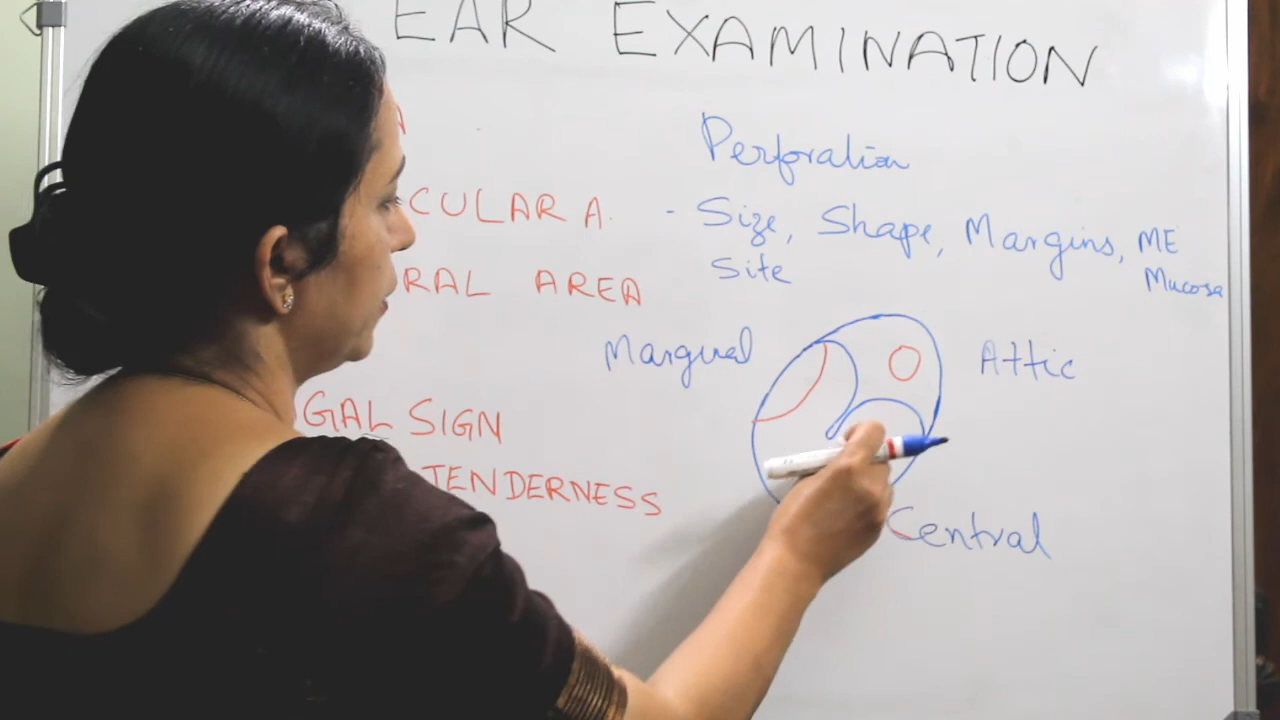 EAR EXAMINATION
A
CULAR A.
RAL AREA
GAL SIGN
TENDERNESS
Perforation
- Size, Shape, Margins, ME
Site Mucosa
Marginal
Attic
Central